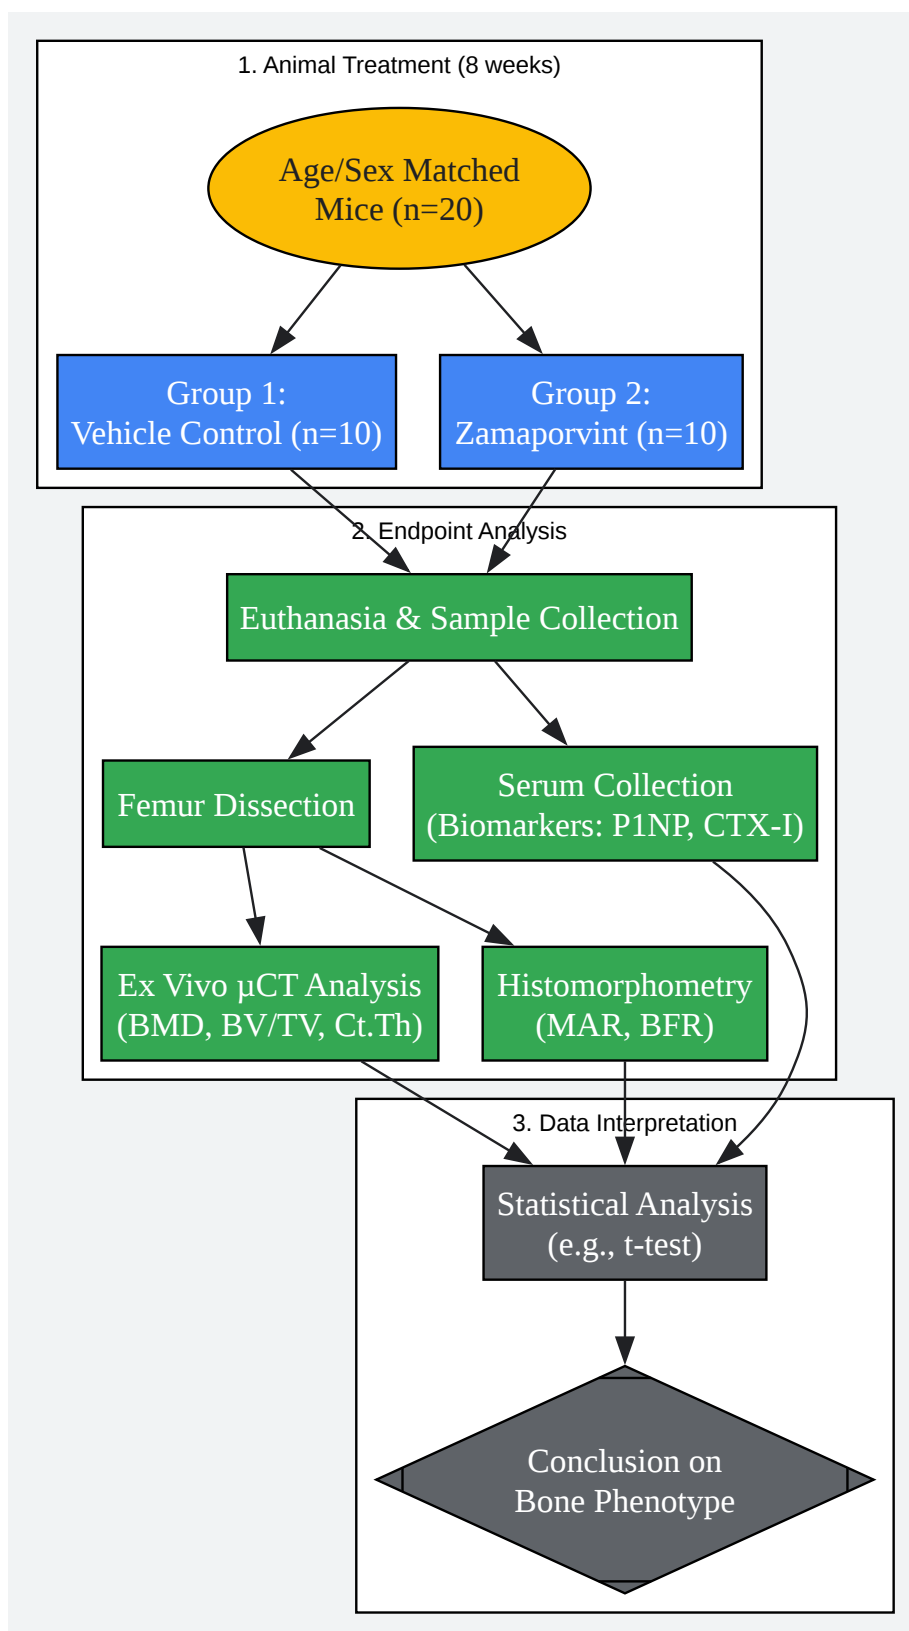 1. Animal Treatment (8 weeks)
Age/Sex Matched
Mice (n=20)
Group 1:
Vehicle Control (n=10)
Group 2:
Zamaporvint (n=10)
2. Endpoint Analysis
Euthanasia & Sample Collection
Femur Dissection
Serum Collection
(Biomarkers: P1NP, CTX-I)
Ex Vivo µCT Analysis
(BMD, BV/TV, Ct.Th)
Histomorphometry
(MAR, BFR)
3. Data Interpretation
Statistical Analysis
(e.g., t-test)
Conclusion on
Bone Phenotype